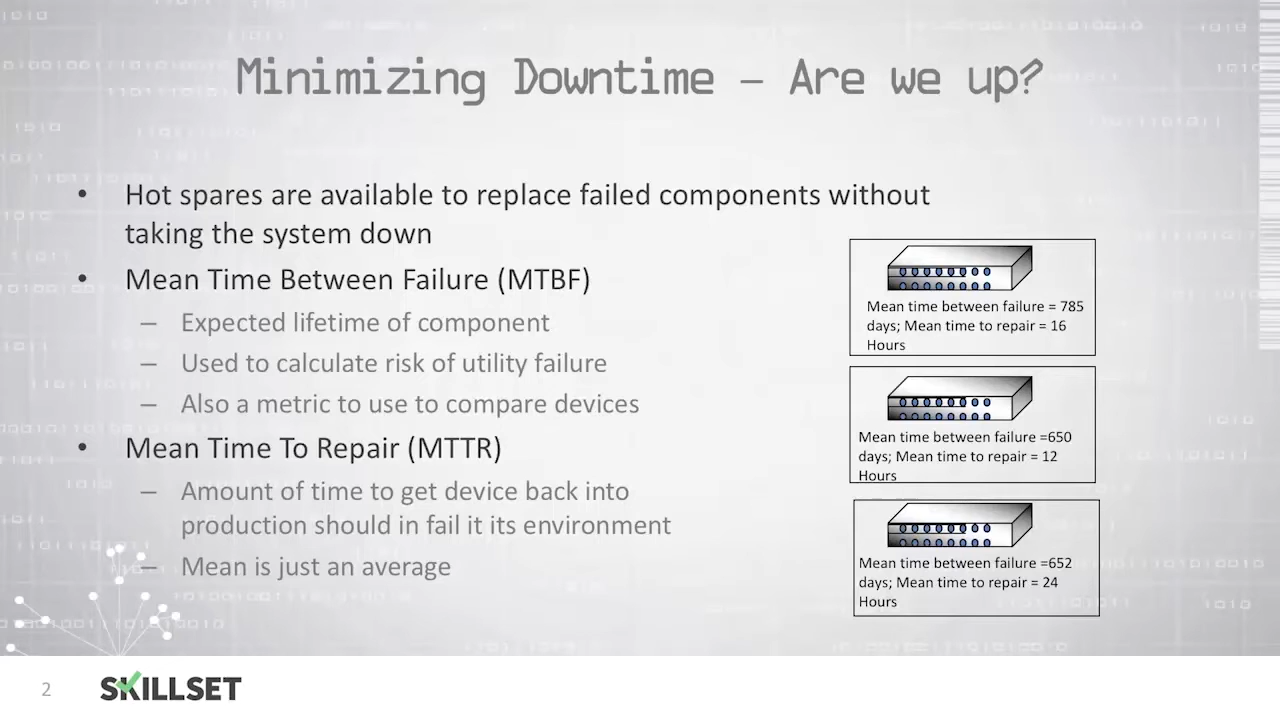 Minimizing Downtime – Are we up?
• Hot spares are available to replace failed components without
taking the system down
• Mean Time Between Failure (MTBF)
– Expected lifetime of component
– Used to calculate risk of utility failure
– Also a metric to use to compare devices
• Mean Time To Repair (MTTR)
– Amount of time to get device back into
production should in fail it its environment
– Mean is just an average
Mean time between failure = 785
days; Mean time to repair = 16
Hours
Mean time between failure =650
days; Mean time to repair = 12
Hours
Mean time between failure =652
days; Mean time to repair = 24
Hours
2
SKILLSET